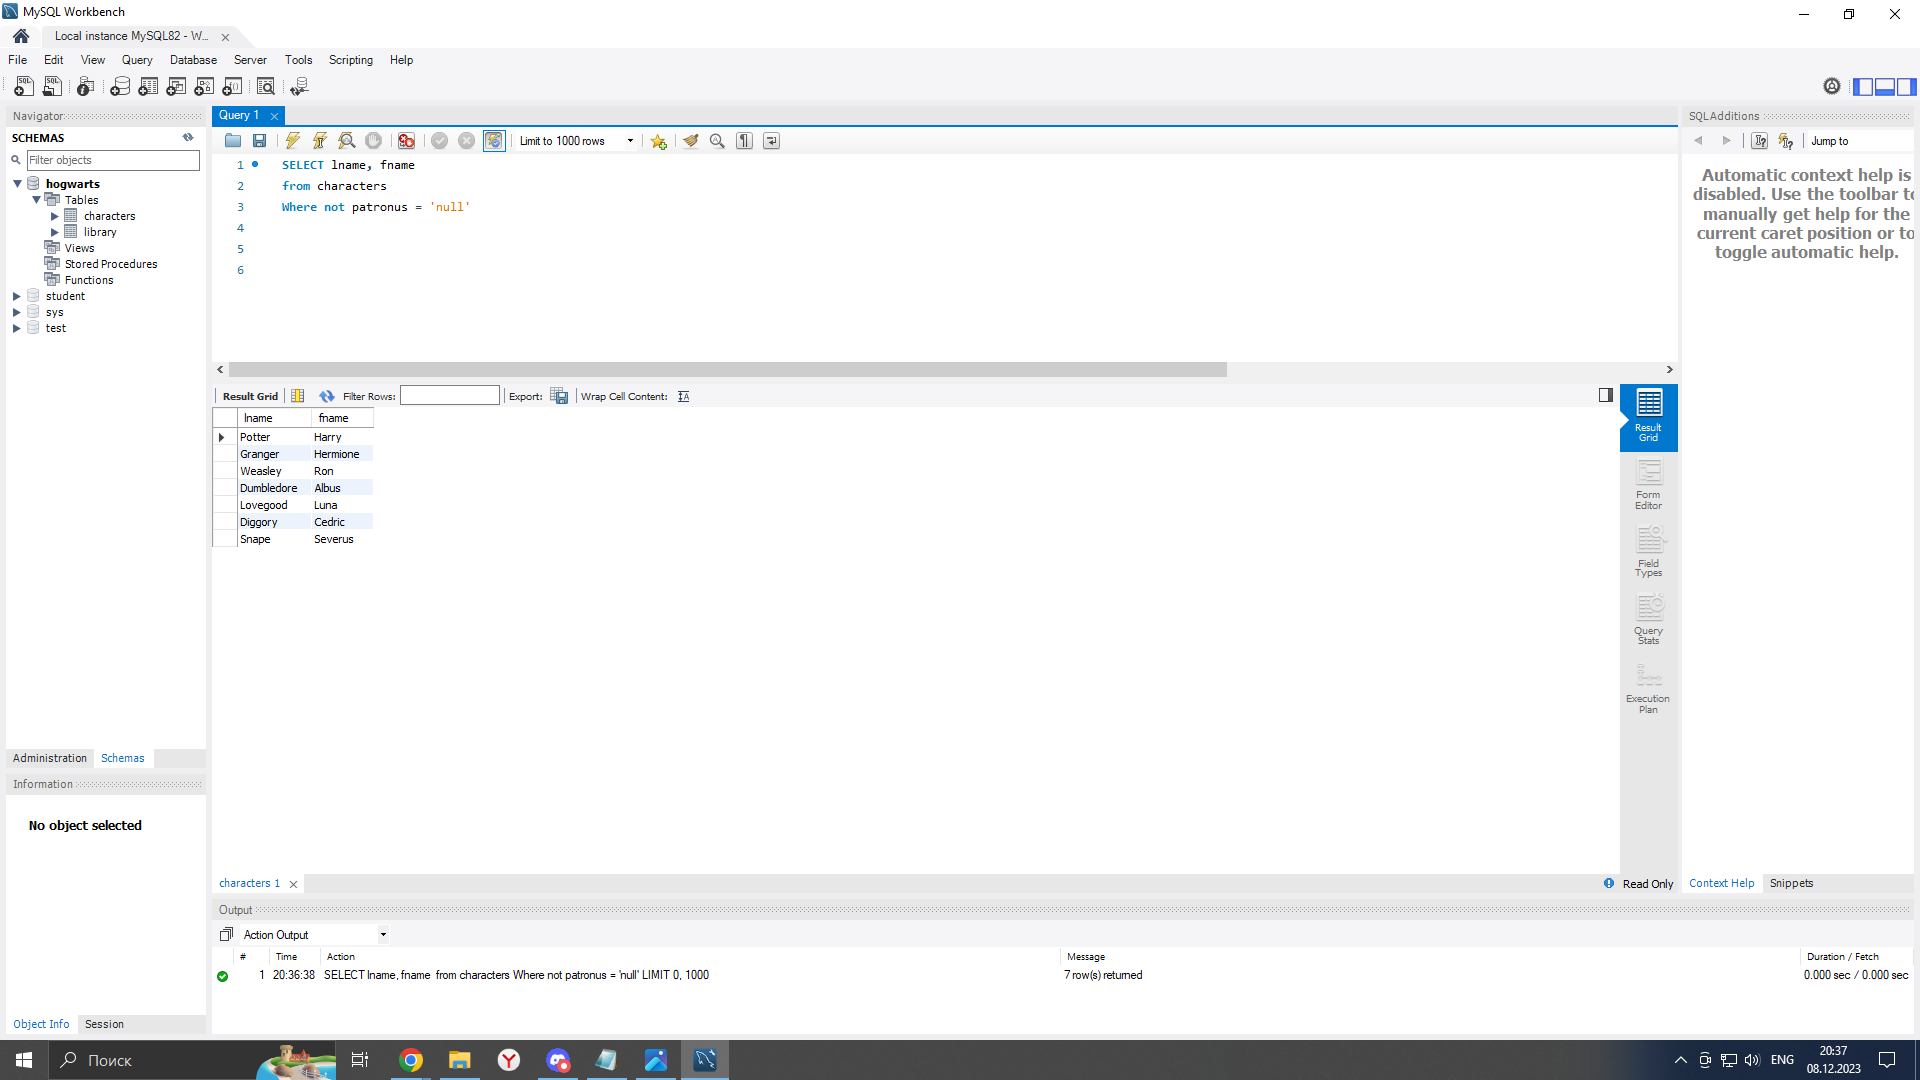 MySQL Workbench
Local instance MySQL82 - W...
File Edit View Query Database Server Tools Scripting Help
Navigator
SCHEMAS
Filter objects
hogwarts
Tables
characters
library
Views
Stored Procedures
Functions
student
sys
test
Administration Schemas
Information
No object selected
Object Info Session
Query 1
Limit to 1000 rows
1 SELECT lname, fname
2 from characters
3 Where not patronus = 'null'
4
5
6
Result Grid Filter Rows: Export: Wrap Cell Content:
lname fname
Potter Harry
Granger Hermione
Weasley Ron
Dumbledore Albus
Lovegood Luna
Diggory Cedric
Snape Severus
Result
Grid
Form
Editor
Field
Types
Query
Stats
Execution
Plan
characters 1
Read Only
SQLAdditions
Jump to
Automatic context help is
disabled. Use the toolbar to
manually get help for the
current caret position or to
toggle automatic help.
Context Help Snippets
Output
Action Output
# Time Action Message Duration / Fetch
1 20:36:38 SELECT lname, fname from characters Where not patronus = 'null' LIMIT 0, 1000 7 row(s) returned 0.000 sec / 0.000 sec
Поиск
ENG
20:37
08.12.2023